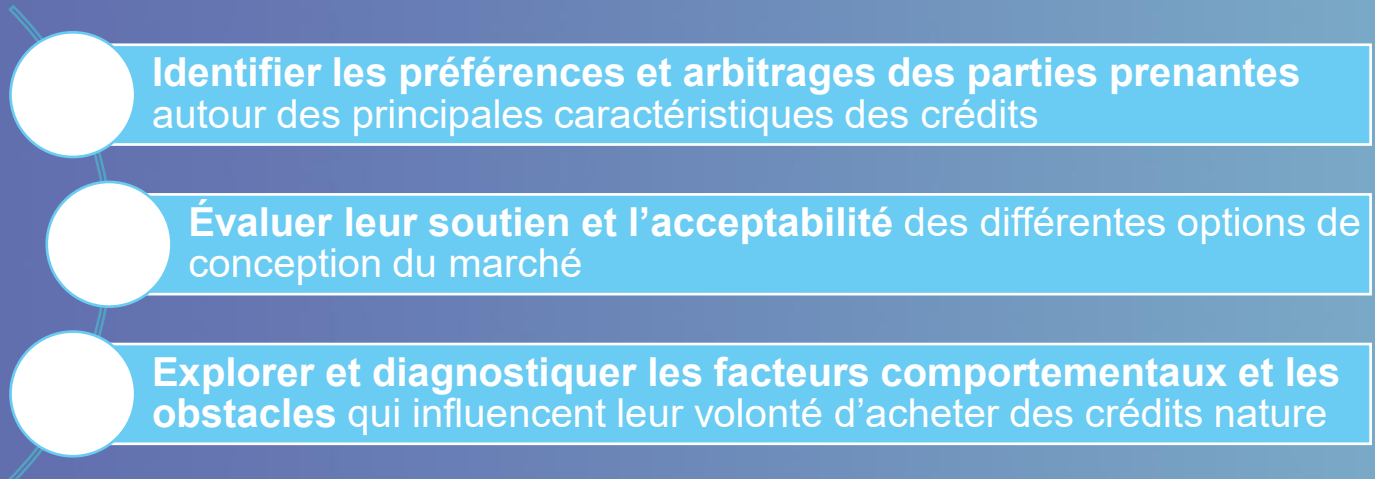 Identifier les préférences et arbitrages des parties prenantes
autour des principales caractéristiques des crédits
Évaluer leur soutien et l’acceptabilité des différentes options de
conception du marché
Explorer et diagnostiquer les facteurs comportementaux et les
obstacles qui influencent leur volonté d’acheter des crédits nature